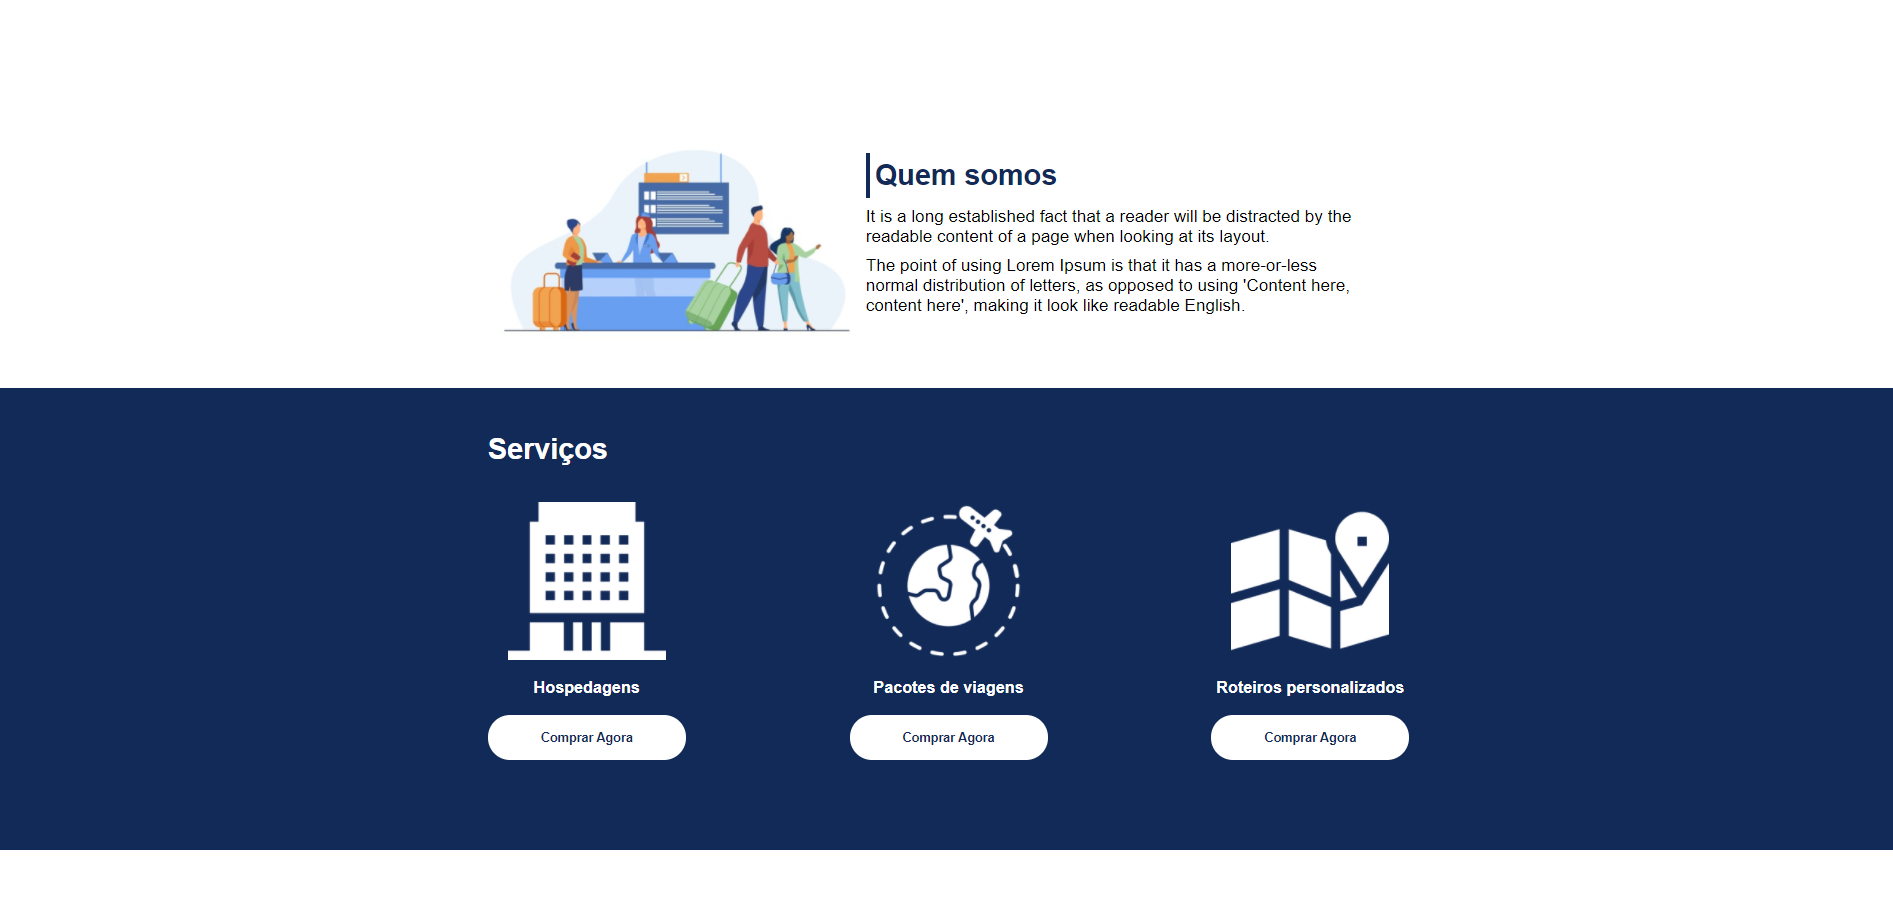 Quem somos
It is a long established fact that a reader will be distracted by the
readable content of a page when looking at its layout.
The point of using Lorem Ipsum is that it has a more-or-less
normal distribution of letters, as opposed to using 'Content here,
content here', making it look like readable English.
Serviços
Hospedagens
Pacotes de viagens
Roteiros personalizados
Comprar Agora
Comprar Agora
Comprar Agora